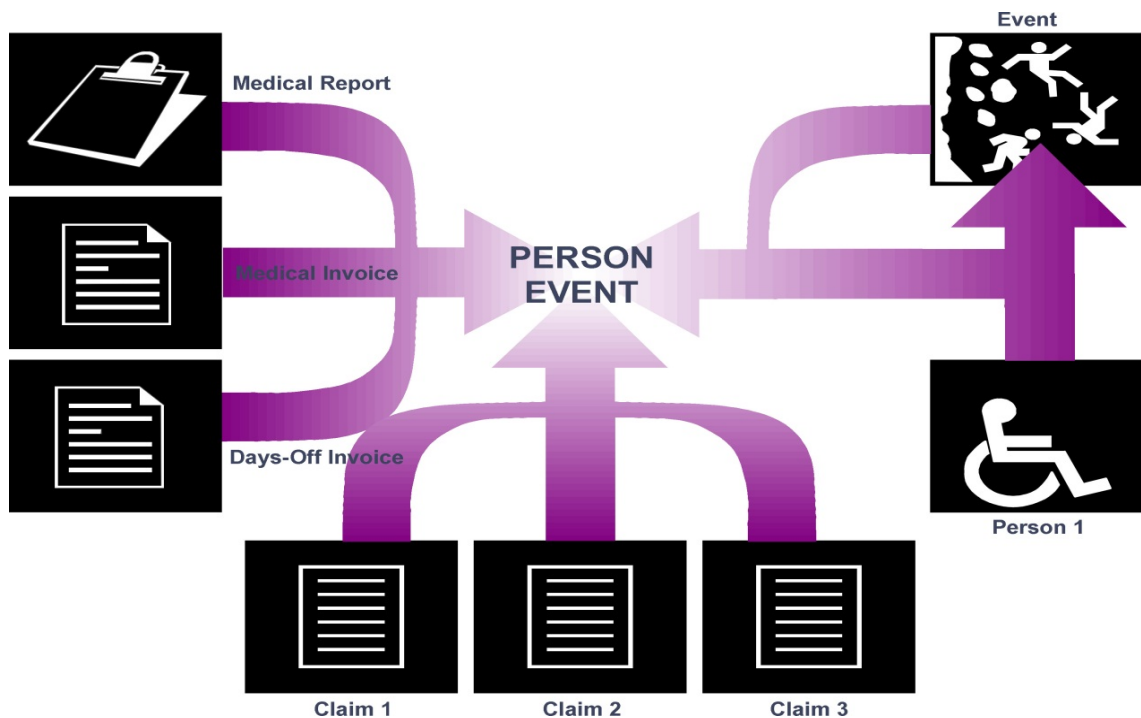 Event
Medical Report
PERSON
EVENT
Medical Invoice
Days-Off Invoice
Person 1
Claim 1
Claim 2
Claim 3